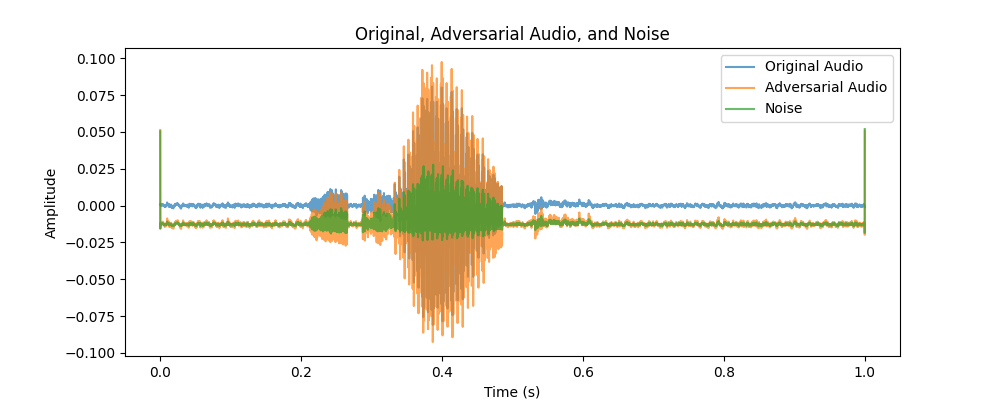 Original, Adversarial Audio, and Noise
Original Audio
Adversarial Audio
Noise
Amplitude
0.100
0.075
0.050
0.025
0.000
−0.025
−0.050
−0.075
−0.100
0.0 0.2 0.4 0.6 0.8 1.0
Time (s)